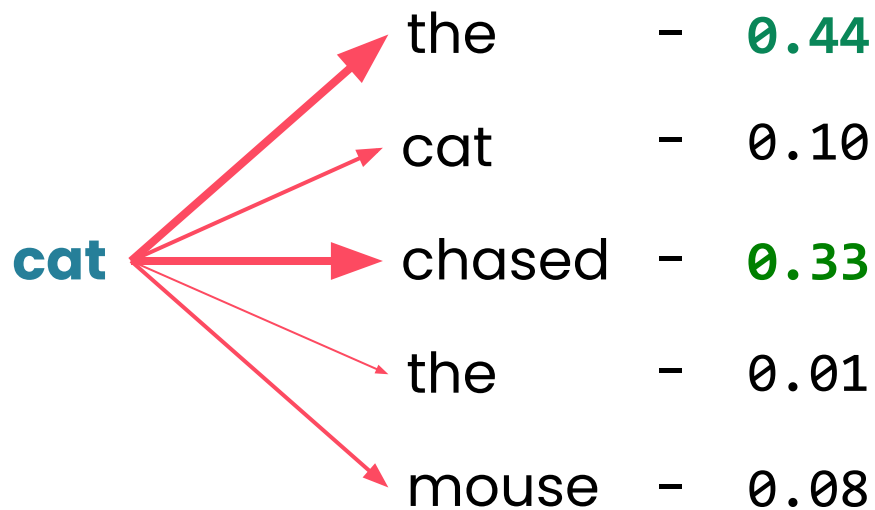 the - 0.44
cat - 0.10
cat chased - 0.33
the - 0.01
mouse - 0.08